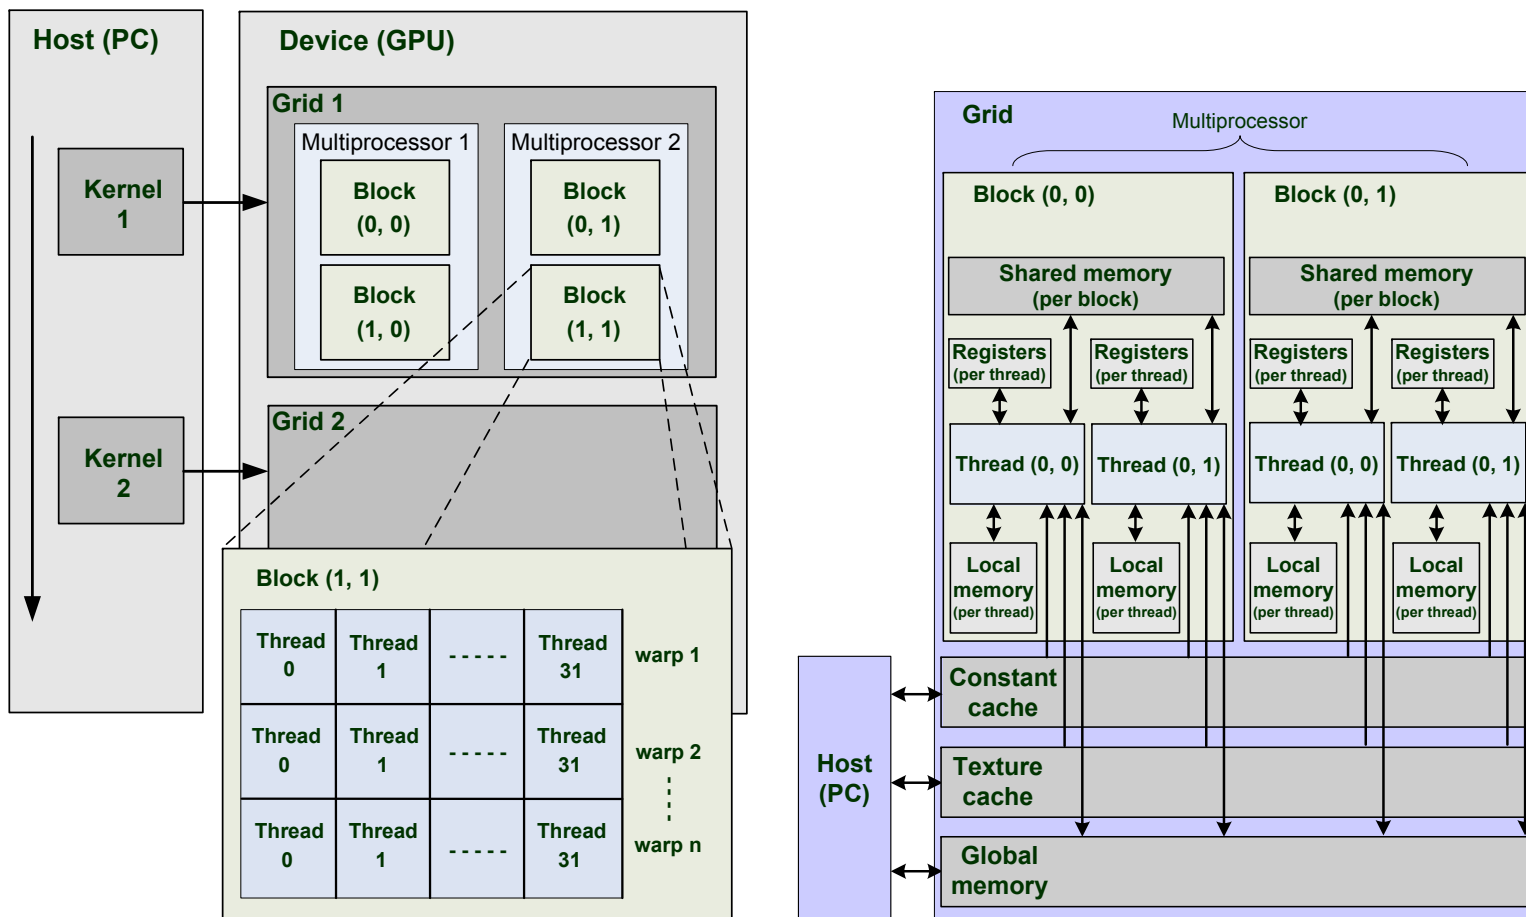 Host (PC)
Device (GPU)
Grid 1
Multiprocessor 1
Multiprocessor 2
Kernel
1
Block
(0, 0)
Block
(0, 1)
Block
(1, 0)
Block
(1, 1)
Grid 2
Kernel
2
Block (1, 1)
Thread
0
Thread
1
- - - - -
Thread
31
warp 1
Thread
0
Thread
1
- - - - -
Thread
31
warp 2
Thread
0
Thread
1
- - - - -
Thread
31
warp n
Grid
Multiprocessor
Block (0, 0)
Block (0, 1)
Shared memory
(per block)
Shared memory
(per block)
Registers
(per thread)
Registers
(per thread)
Registers
(per thread)
Registers
(per thread)
Thread (0, 0)
Thread (0, 1)
Thread (0, 0)
Thread (0, 1)
Local
memory
(per thread)
Local
memory
(per thread)
Local
memory
(per thread)
Local
memory
(per thread)
Host
(PC)
Constant
cache
Texture
cache
Global
memory